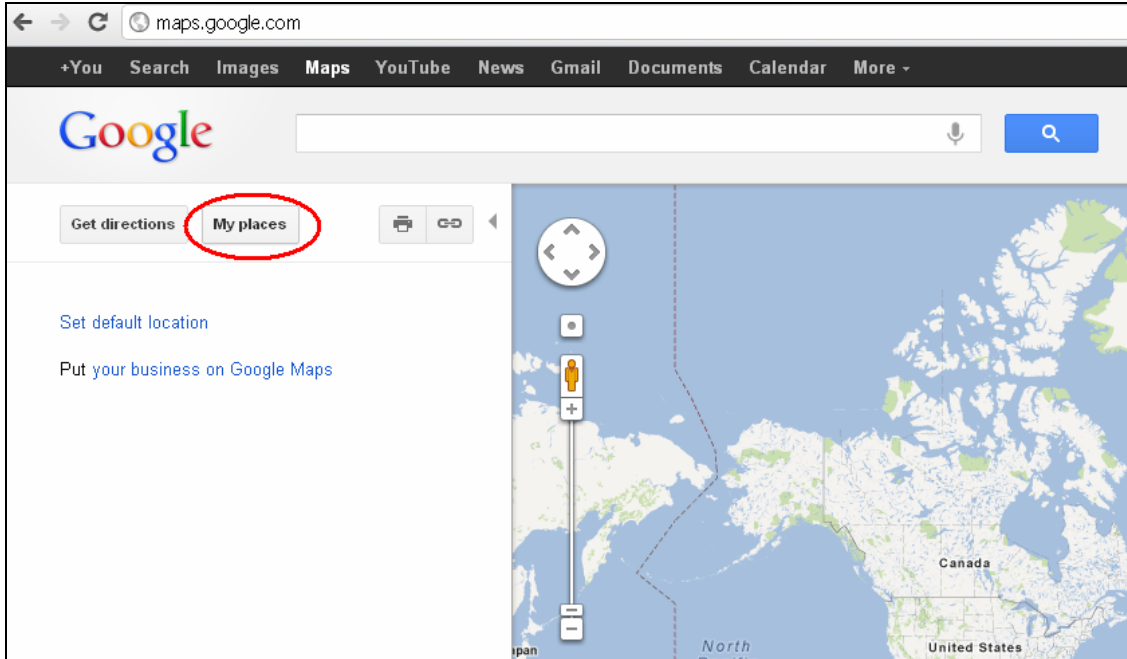 maps.google.com
+You Search Images Maps YouTube News Gmail Documents Calendar More
Google
Get directions My places
Set default location
Put your business on Google Maps
Canada
North
United States